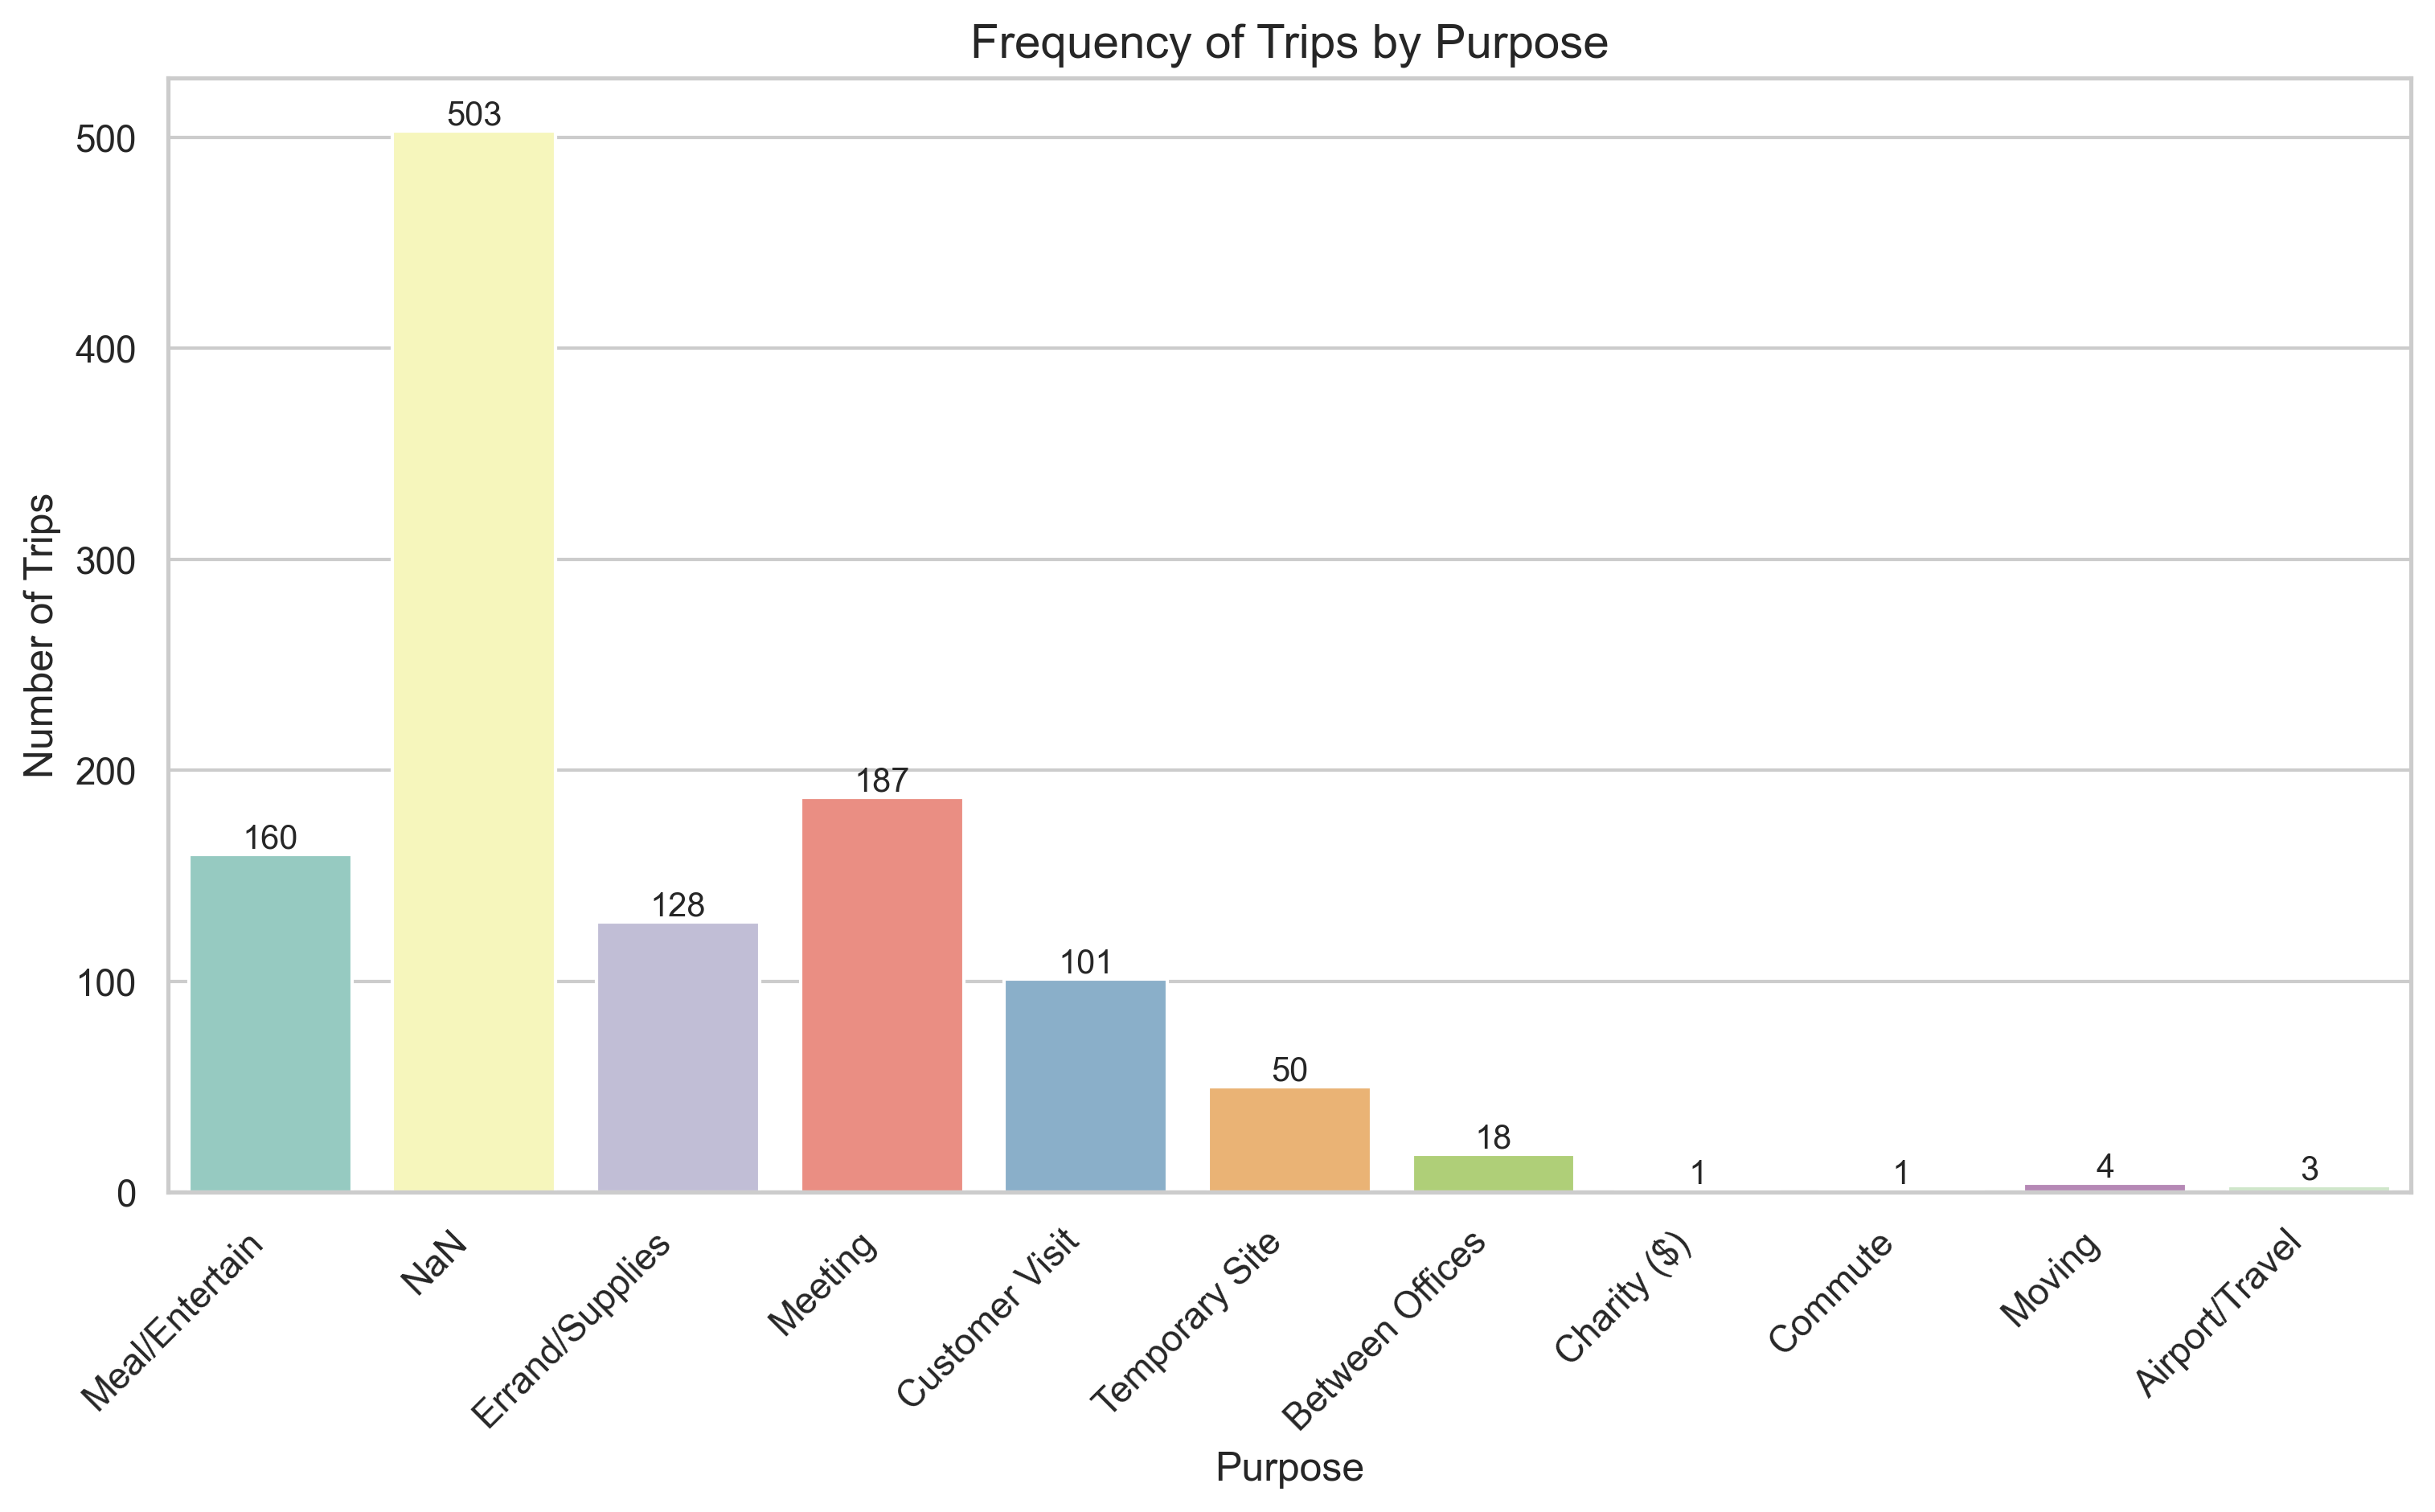 Frequency of Trips by Purpose
Number of Trips
500
400
300
200
100
0
160
503
128
187
101
50
18
1
1
4
3
Meal/Entertain
NaN
Errand/Supplies
Meeting
Customer Visit
Temporary Site
Between Offices
Charity ($)
Commute
Moving
Airport/Travel
Purpose